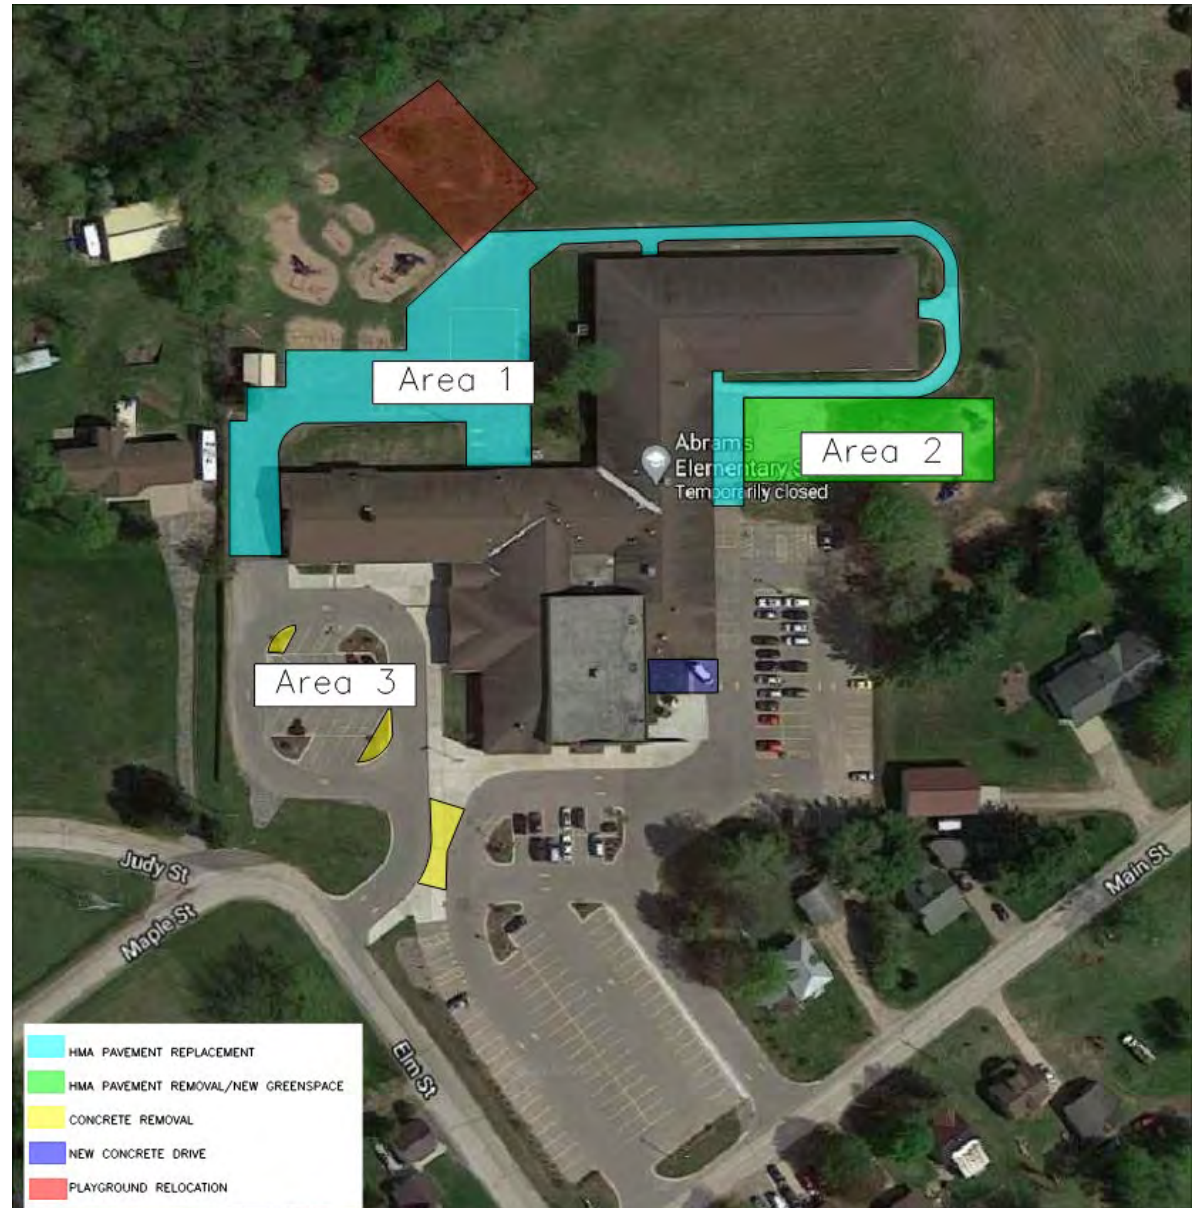 Area 1
Area 2
Abrams
Elementary S
Temporarily closed
Area 3
Judy St
Maple St
Main St
Elm St
HMA PAVEMENT REPLACEMENT
HMA PAVEMENT REMOVAL/NEW GREENSPACE
CONCRETE REMOVAL
NEW CONCRETE DRIVE
PLAYGROUND RELOCATION